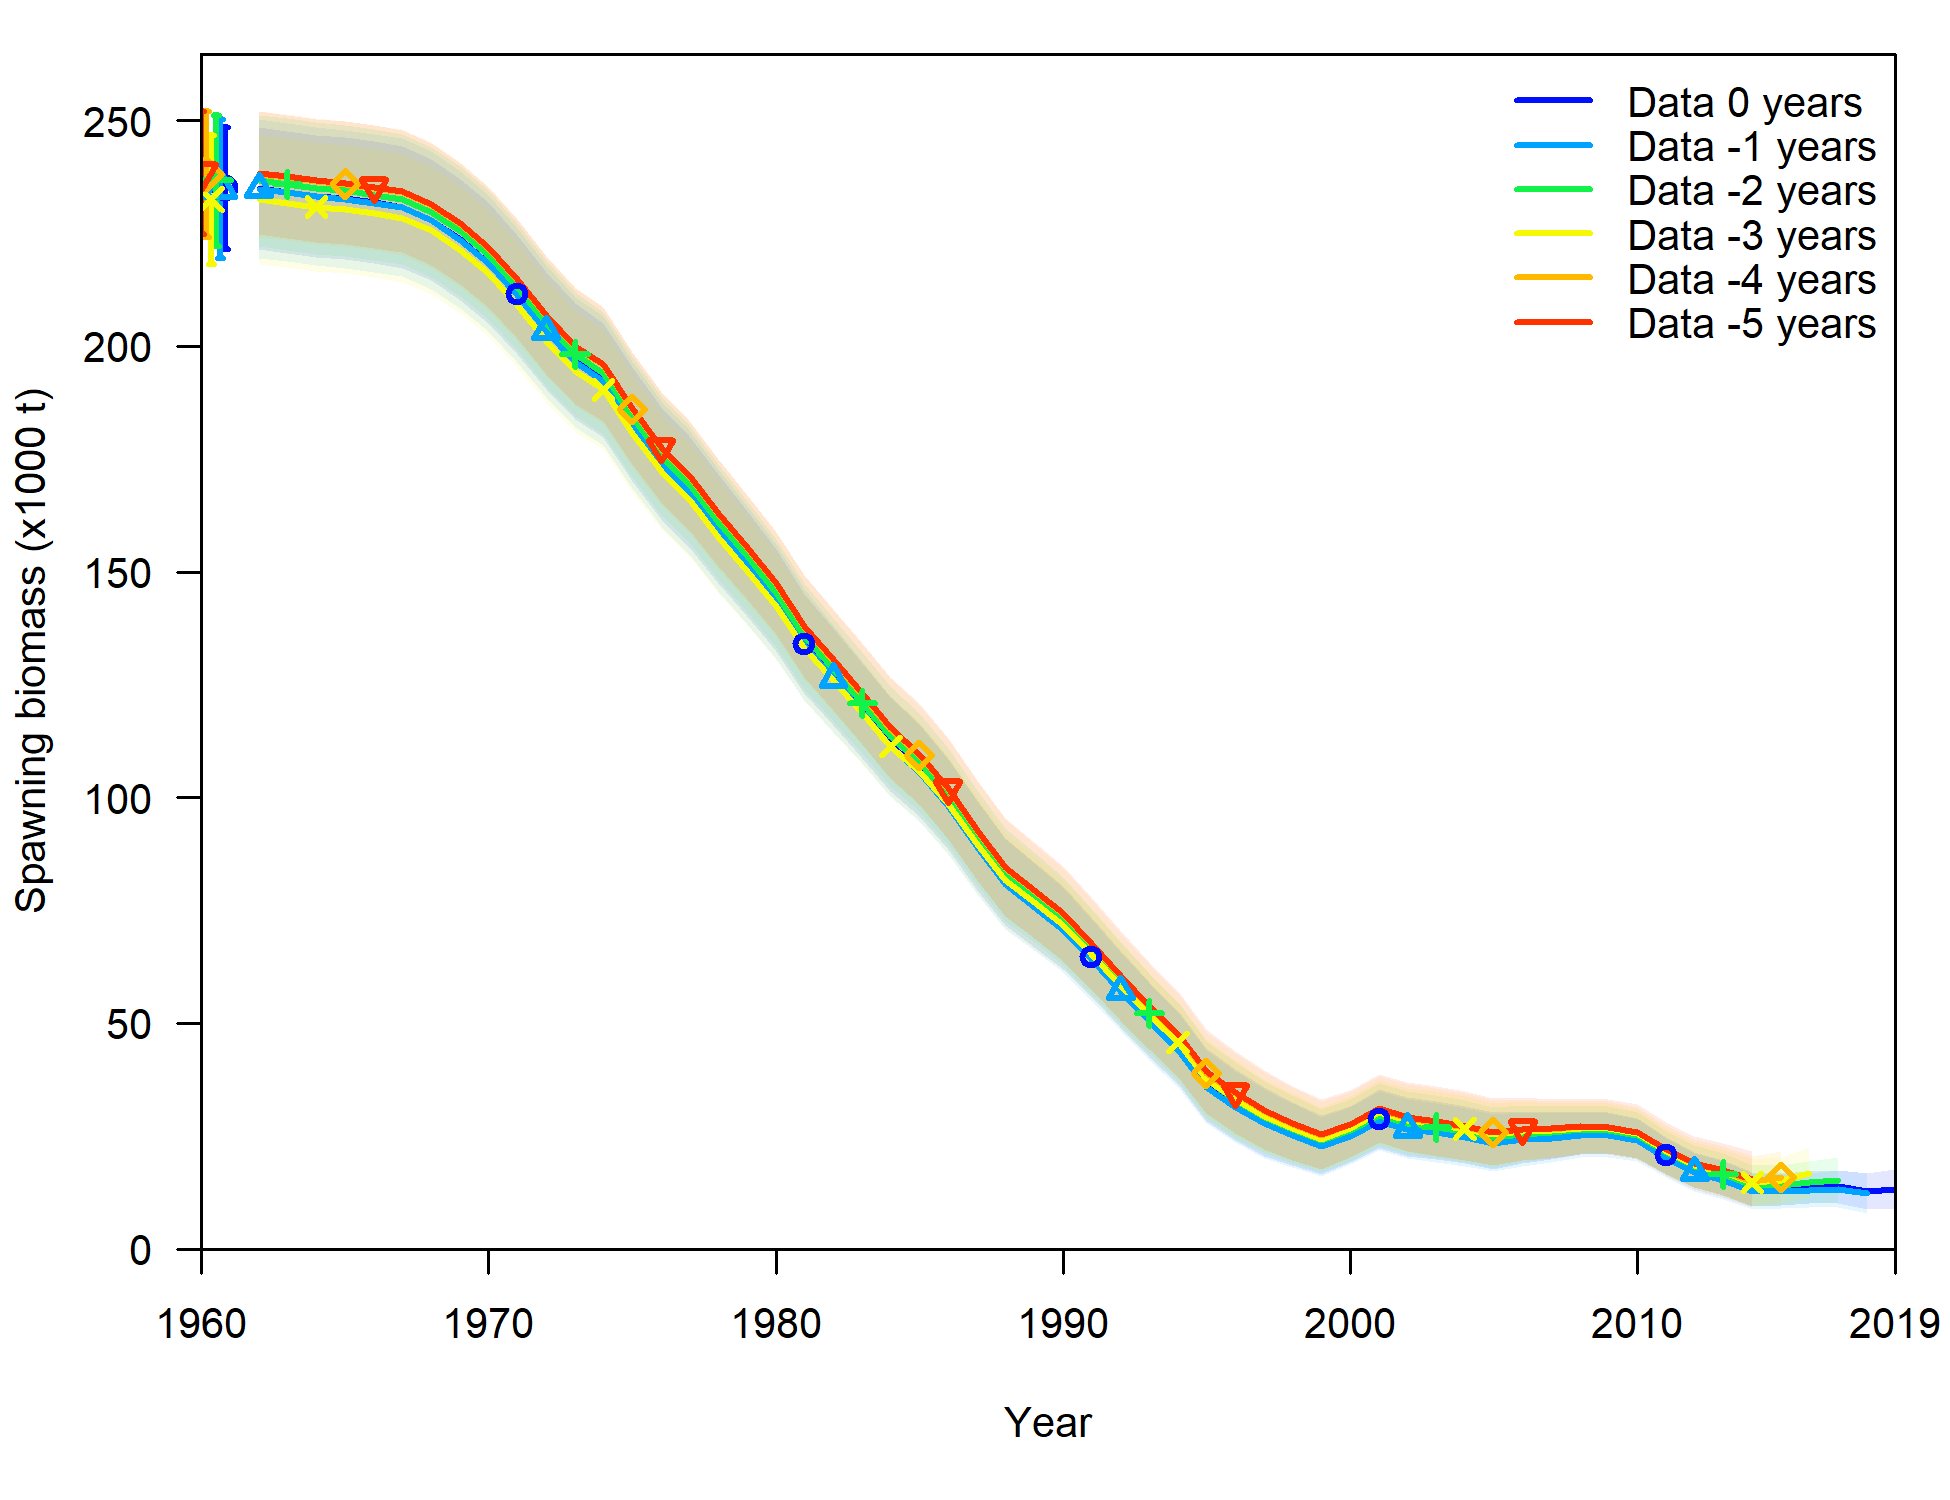 250
200
150
100
50
0
Spawning biomass (x1000 t)
Data 0 years
Data -1 years
Data -2 years
Data -3 years
Data -4 years
Data -5 years
1960 1970 1980 1990 2000 2010 2019
Year